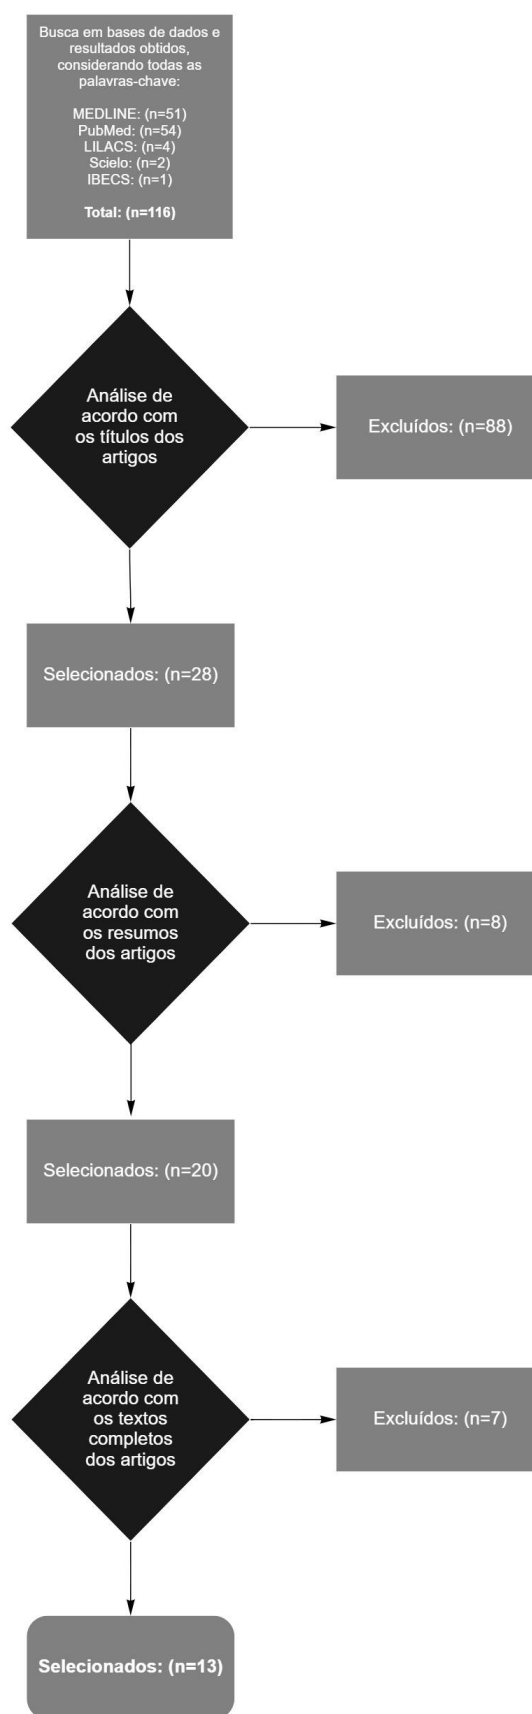 Busca em bases de dados e
resultados obtidos,
considerando todas as
palavras-chave:
MEDLINE: (n=51)
PubMed: (n=54)
LILACS: (n=4)
Scielo: (n=2)
IBECS: (n=1)
Total: (n=116)
Análise de
acordo com
os títulos dos
artigos
Excluídos: (n=88)
Selecionados: (n=28)
Análise de
acordo com
os resumos
dos artigos
Excluídos: (n=8)
Selecionados: (n=20)
Análise de
acordo com
os textos
completos
dos artigos
Excluídos: (n=7)
Selecionados: (n=13)